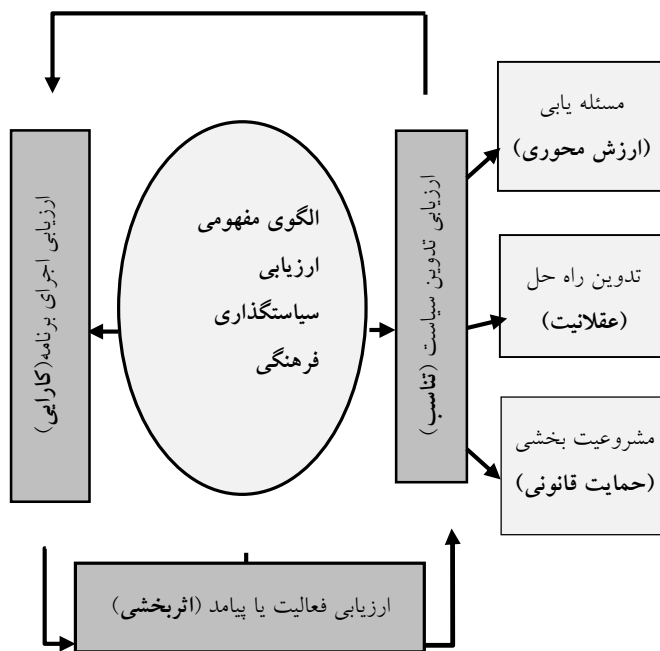 مسئله یابی
(ارزش محوری)
تدوین راه حل
(عقلانیت)
مشروعیت بخشی
(حمایت قانونی)
ارزیابی تدوین سیاست (تناسب)
الگوی مفهومی
ارزیابی
سیاستگذاری
فرهنگی
ارزیابی اجرای برنامه(کارایی)
ارزیابی فعالیت یا پیامد (اثربخشی)